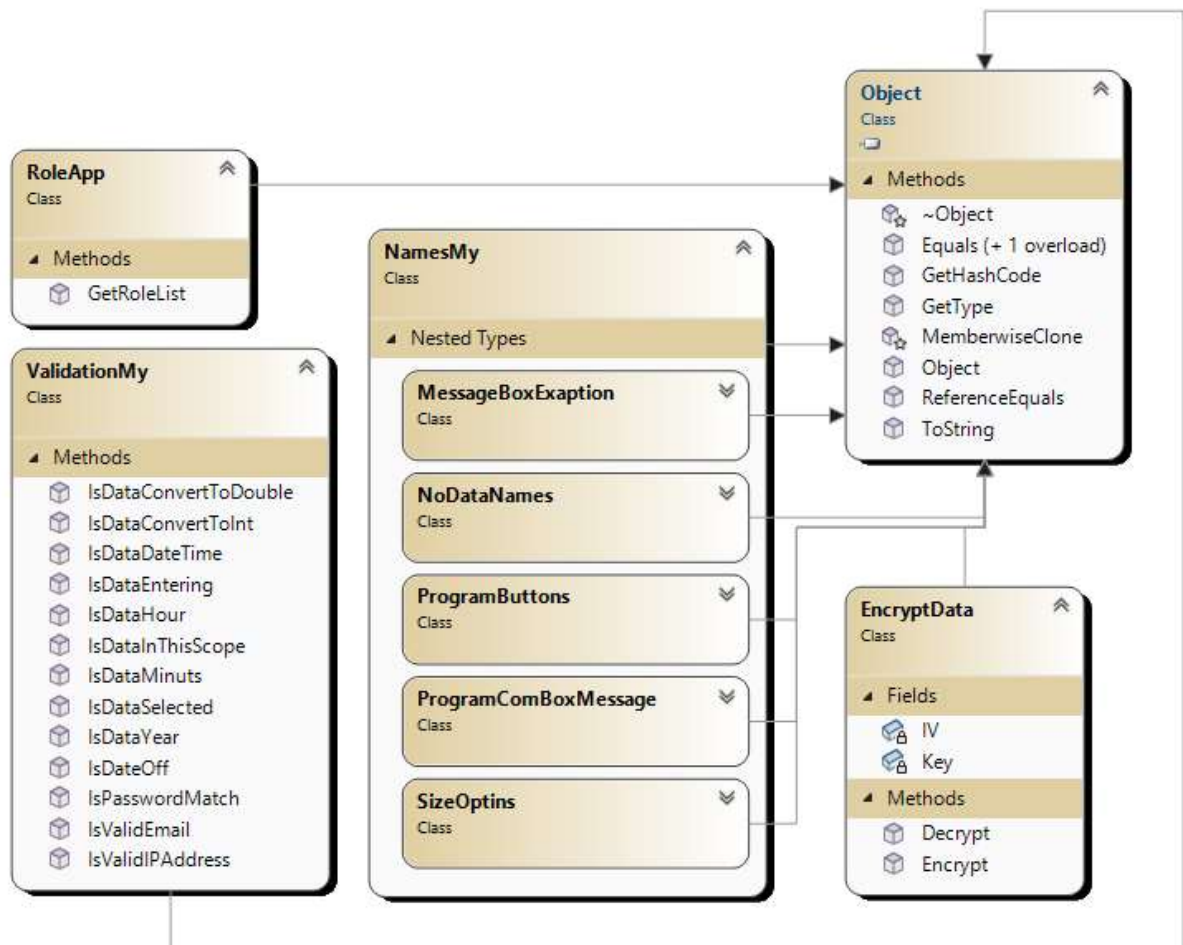 RoleApp
Class
Methods
GetRoleList
ValidationMy
Class
Methods
IsDataConvertToDouble
IsDataConvertToInt
IsDataDateTime
IsDataEntering
IsDataHour
IsDataInThisScope
IsDataMinuts
IsDataSelected
IsDataYear
IsDateOff
IsPasswordMatch
IsValidEmail
IsValidIPAddress
NamesMy
Class
Nested Types
MessageBoxExaption
Class
NoDataNames
Class
ProgramButtons
Class
ProgramComBoxMessage
Class
SizeOptins
Class
Object
Class
Methods
~Object
Equals (+ 1 overload)
GetHashCode
GetType
MemberwiseClone
Object
ReferenceEquals
ToString
EncryptData
Class
Fields
IV
Key
Methods
Decrypt
Encrypt